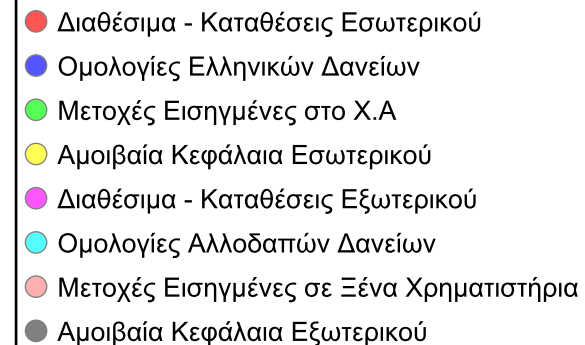 Διαθέσιμα - Καταθέσεις Εσωτερικού
Ομολογίες Ελληνικών Δανείων
Μετοχές Εισηγμένες στο Χ.Α
Αμοιβαία Κεφάλαια Εσωτερικού
Διαθέσιμα - Καταθέσεις Εξωτερικού
Ομολογίες Αλλοδαπών Δανείων
Μετοχές Εισηγμένες σε Ξένα Χρηματιστήρια
Αμοιβαία Κεφάλαια Εξωτερικού